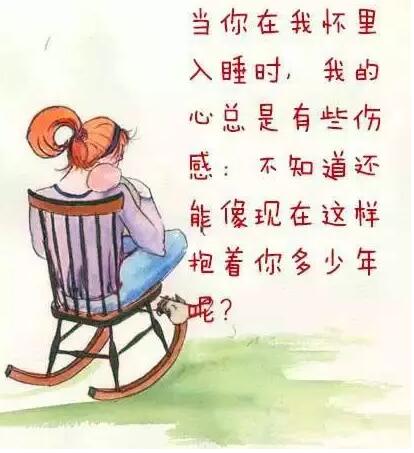 当你在我怀里
入睡时，我的
心总是有些伤
感：不知道还
能像现在这样
抱着你多少年
呢？